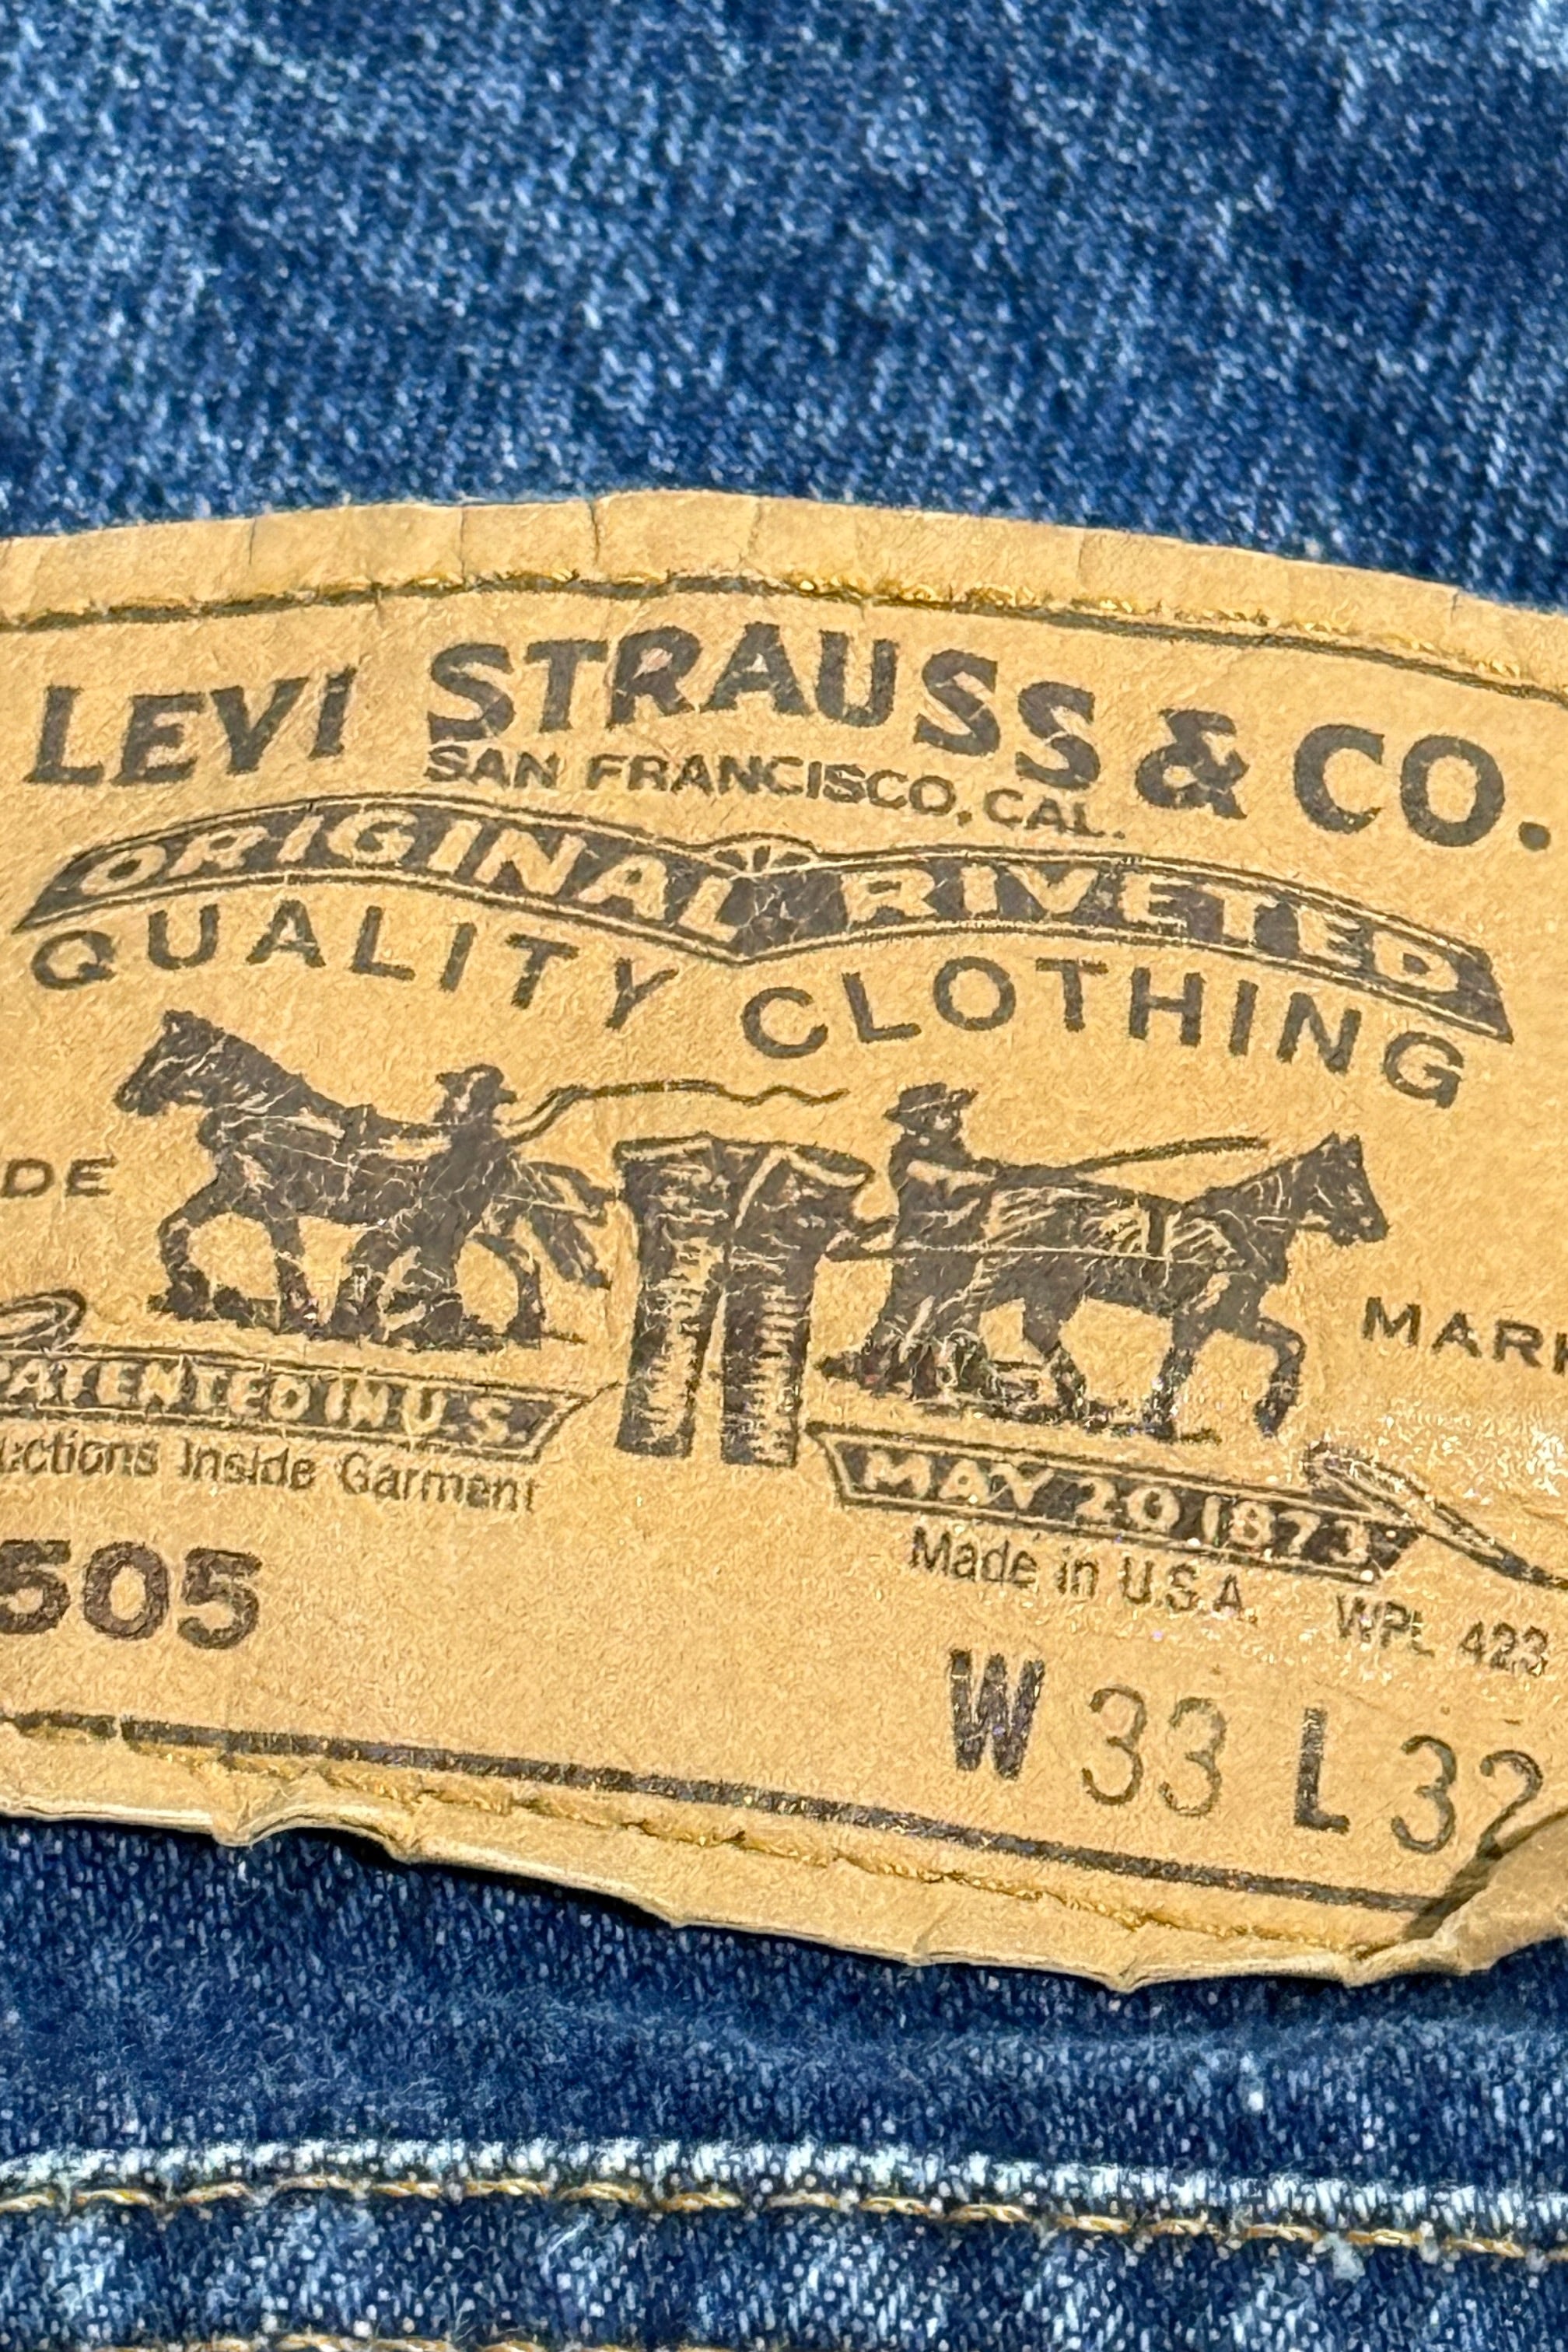 LEVI STRAUSS & CO.
SAN FRANCISCO, CAL.
ORIGINAL RIVETED
QUALITY CLOTHING
DE
MARK
PATENTED IN U.S.
MAY 20 1873
uctions Inside Garment
Made in U.S.A. WPL 423
505
W 33 L 32